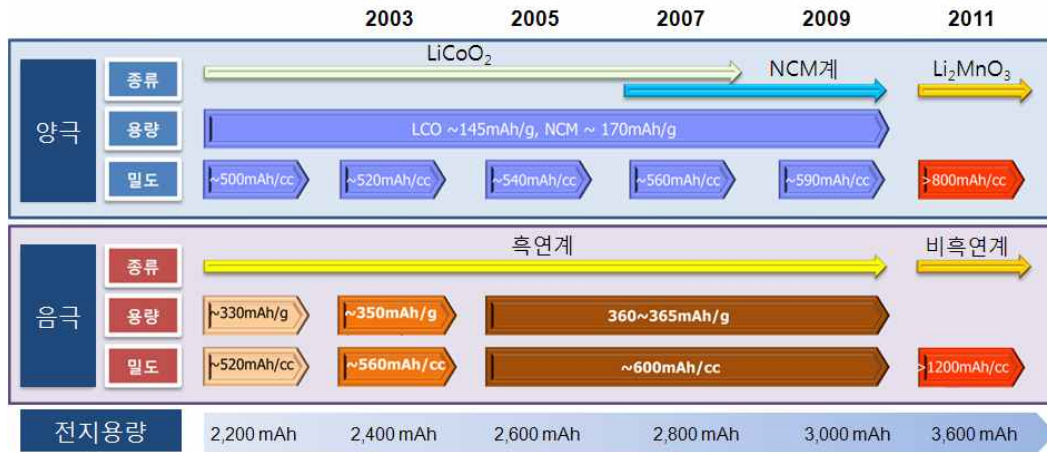 2003 2005 2007 2009 2011
양극
종류
LiCoO₂
NCM계
Li₂MnO₃
용량
LCO ~145mAh/g, NCM ~ 170mAh/g
밀도
~500mAh/cc ~520mAh/cc ~540mAh/cc ~560mAh/cc ~590mAh/cc >800mAh/cc
음극
종류
흑연계
비흑연계
용량
~330mAh/g ~350mAh/g 360~365mAh/g
밀도
~520mAh/cc ~560mAh/cc ~600mAh/cc >1200mAh/cc
전지용량 2,200 mAh 2,400 mAh 2,600 mAh 2,800 mAh 3,000 mAh 3,600 mAh